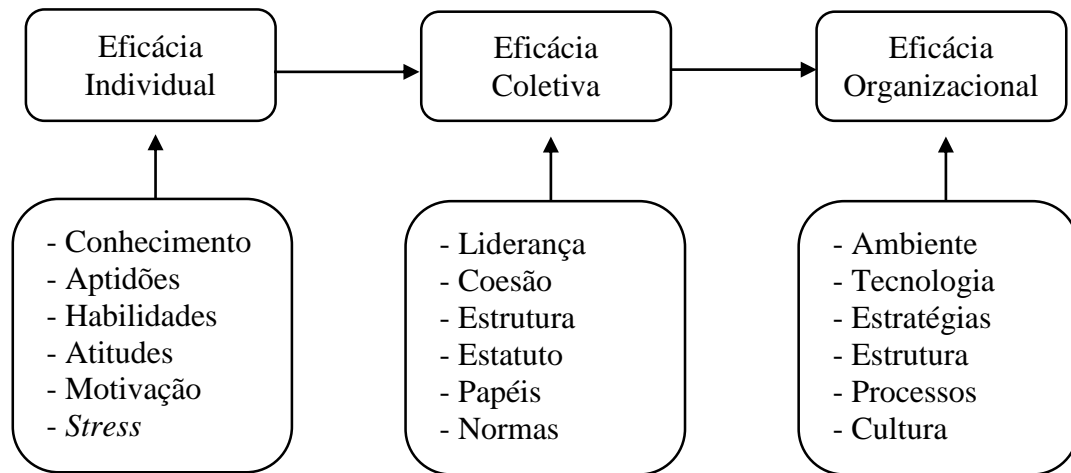 Eficácia
Individual
Eficácia
Coletiva
Eficácia
Organizacional
- Conhecimento
- Aptidões
- Habilidades
- Atitudes
- Motivação
- Stress
- Liderança
- Coesão
- Estrutura
- Estatuto
- Papéis
- Normas
- Ambiente
- Tecnologia
- Estratégias
- Estrutura
- Processos
- Cultura